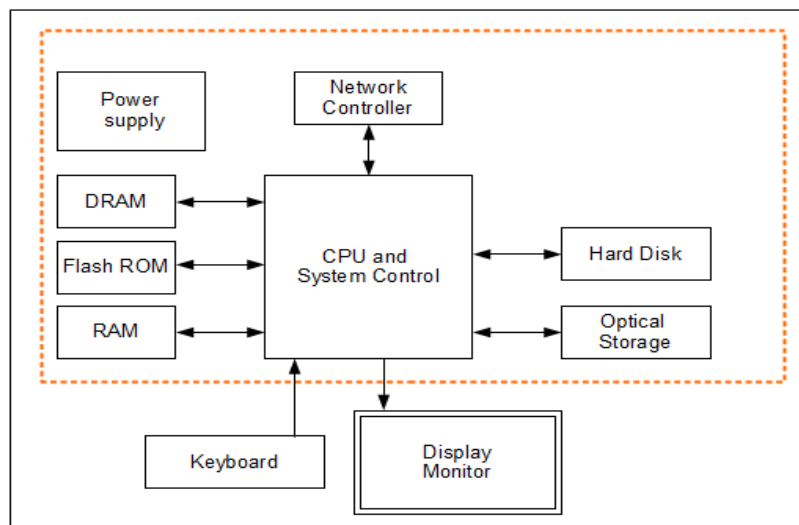 Power
supply
Network
Controller
DRAM
Flash ROM
RAM
CPU and
System Control
Hard Disk
Optical
Storage
Keyboard
Display
Monitor